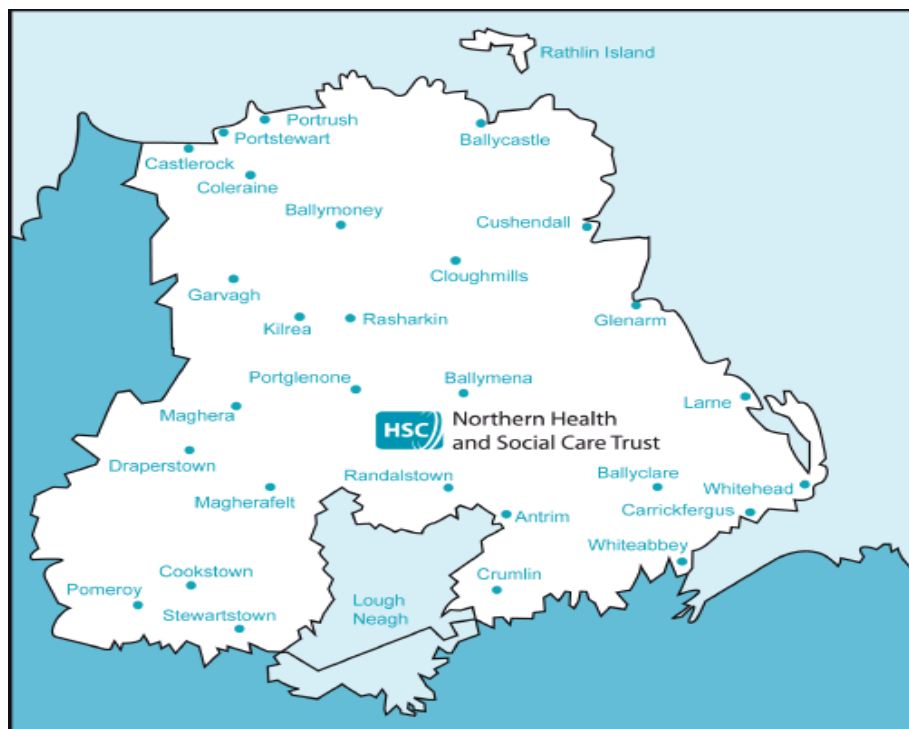 Rathlin Island
Portrush
Portstewart
Ballycastle
Castlerock
Coleraine
Ballymoney
Cushendall
Cloughmills
Garvagh
Glenarm
Kilrea
Rasharkin
Portglenone
Ballymena
Larne
Maghera
HSC
Northern Health
and Social Care Trust
Draperstown
Randalstown
Ballyclare
Whitehead
Magherafelt
Carrickfergus
Antrim
Whiteabbey
Cookstown
Crumlin
Pomeroy
Lough
Neagh
Stewartstown